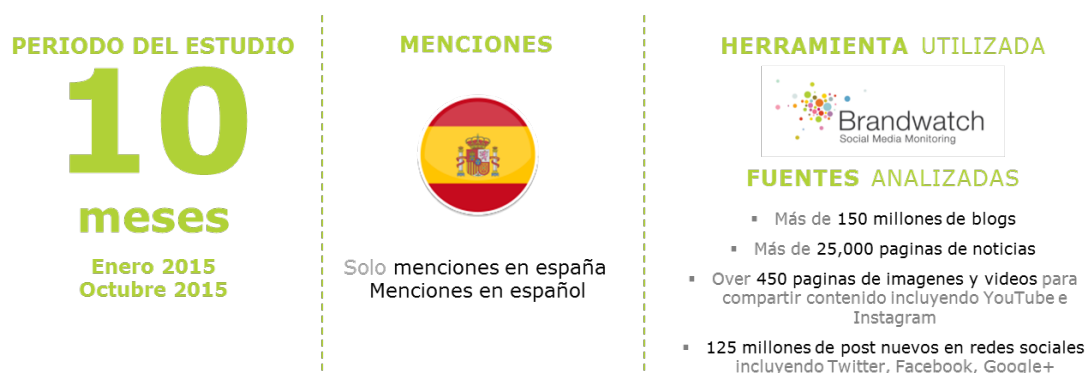 PERIODO DEL ESTUDIO
10
meses
Enero 2015
Octubre 2015
MENCIONES
Solo menciones en españa
Menciones en español
HERRAMIENTA UTILIZADA
Brandwatch
Social Media Monitoring
FUENTES ANALIZADAS
▪ Más de 150 millones de blogs
▪ Más de 25,000 paginas de noticias
▪ Over 450 paginas de imagenes y videos para
compartir contenido incluyendo YouTube e
Instagram
▪ 125 millones de post nuevos en redes sociales
incluyendo Twitter, Facebook, Google+